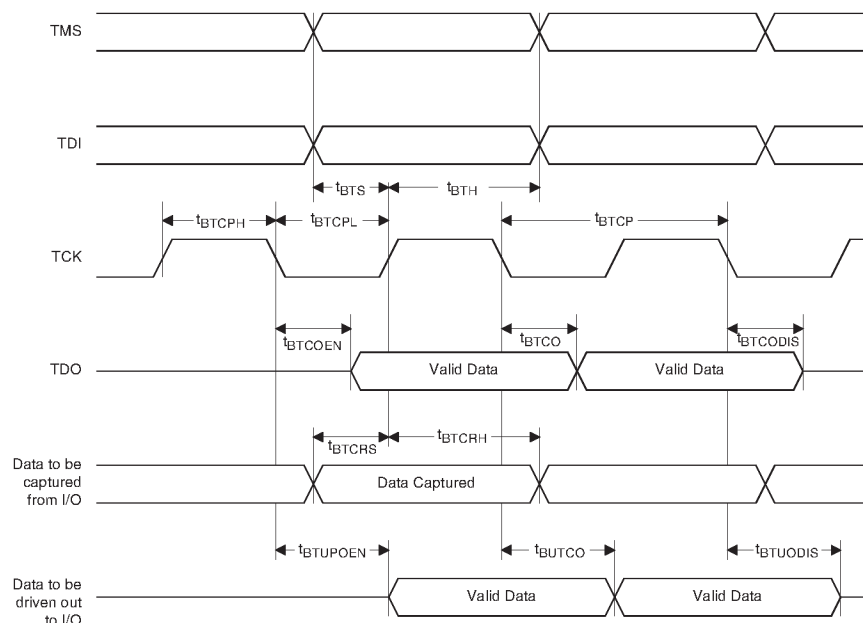 TMS
TDI
tBTS
tBTH
tBTCPH
tBTCPL
tBTCP
TCK
tBTCOEN
tBTCO
tBTCODIS
TDO
Valid Data
Valid Data
tBTCRS
tBTCRH
Data to be
captured
from I/O
Data Captured
tBTUPOEN
tBUTCO
tBTUODIS
Data to be
driven out
to I/O
Valid Data
Valid Data